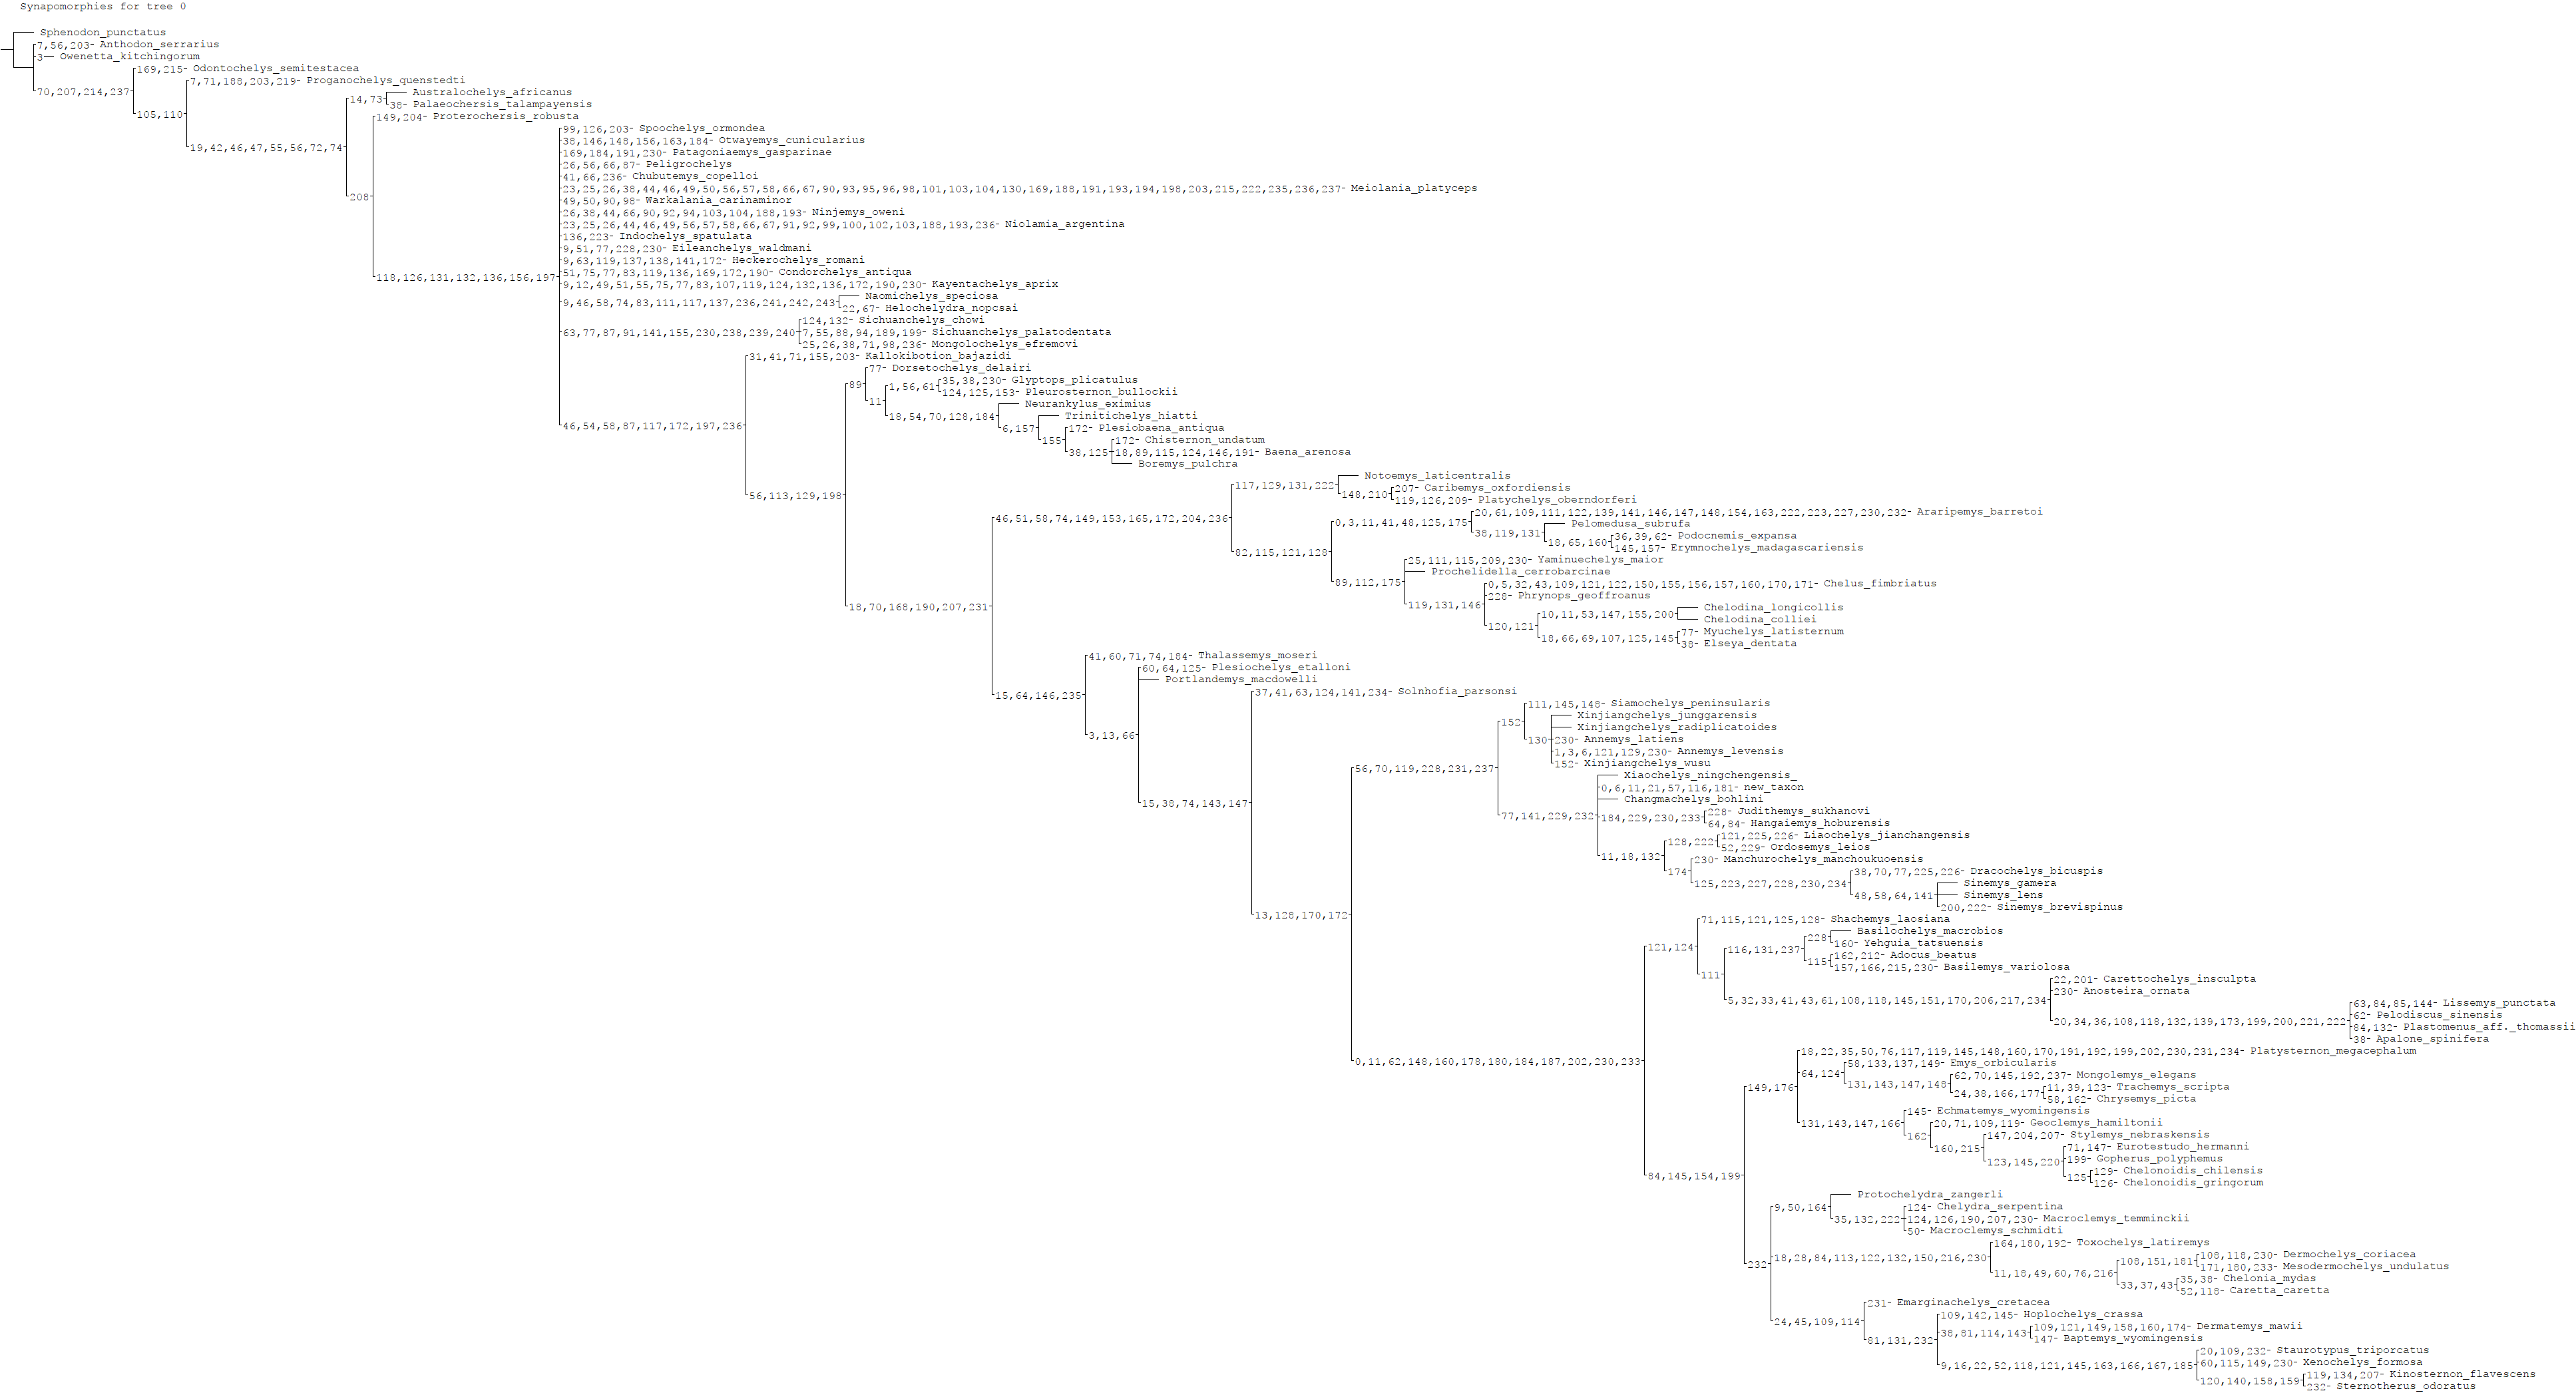 Synapomorphies for tree 0
Sphenodon_punctatus
7,56,203- Anthodon_serrarius
3- Owenetta_kitchingorum
169,215- Odontochelys_semitestacea
7,71,188,203,219- Proganochelys_quenstedti
70,207,214,237
Australochelys_africanus
14,73
38- Palaeochersis_talampayensis
105,110
149,204- Proterochersis_robusta
99,126,203- Spoochelys_ormondea
38,146,148,156,163,184- Otwayemys_cunicularius
19,42,46,47,55,56,72,74
169,184,191,230- Patagoniaemys_gasparinae
26,56,66,87- Peligrochelys
41,66,236- Chubutemys_copelloi
23,25,26,38,44,46,49,50,56,57,58,66,67,90,93,95,96,98,101,103,104,130,169,188,191,193,194,198,203,215,222,235,236,237- Meiolania_platyceps
208
49,50,90,98- Warkalania_carinaminor
26,38,44,66,90,92,94,103,104,188,193- Ninjemys_oweni
23,25,26,44,46,49,56,57,58,66,67,91,92,99,100,102,103,188,193,236- Niolamia_argentina
136,223- Indochelys_spatulata
9,51,77,228,230- Eileanchelys_waldmani
9,63,119,137,138,141,172- Heckerochelys_romani
51,75,77,83,119,136,169,172,190- Condorchelys_antiqua
118,126,131,132,136,156,197
9,12,49,51,55,75,77,83,107,119,124,132,136,172,190,230- Kayentachelys_aprix
Naomichelys_speciosa
9,46,58,74,83,111,117,137,236,241,242,243
22,67- Helochelydra_nopcsai
124,132- Sichuanchelys_chowi
63,77,87,91,141,155,230,238,239,240
7,55,88,94,189,199- Sichuanchelys_palatodentata
25,26,38,71,98,236- Mongolochelys_efremovi
31,41,71,155,203- Kallokibotion_bajazidi
77- Dorsetochelys_delairi
35,38,230- Glyptops_plicatulus
89
1,56,61
124,125,153- Pleurosternon_bullockii
11
Neurankylus_eximius
18,54,70,128,184
Trinitichelys_hiatti
46,54,58,87,117,172,197,236
6,157
172- Plesiobaena_antiqua
155
172- Chisternon_undatum
38,125
18,89,115,124,146,191- Baena_arenosa
Boremys_pulchra
Notoemys_laticentralis
117,129,131,222
207- Caribemys_oxfordiensis
56,113,129,198
148,210
119,126,209- Platychelys_oberndorferi
20,61,109,111,122,139,141,146,147,148,154,163,222,223,227,230,232- Araripemys_barretoi
46,51,58,74,149,153,165,172,204,236
0,3,11,41,48,125,175
Pelomedusa_subrufa
38,119,131
36,39,62- Podocnemis_expansa
18,65,160
145,157- Erymnochelys_madagascariensis
82,115,121,128
25,111,115,209,230- Yaminuechelys_maior
Prochelidella_cerrobarcinae
89,112,175
0,5,32,43,109,121,122,150,155,156,157,160,170,171- Chelus_fimbriatus
228- Phrynops_geoffroanus
18,70,168,190,207,231
119,131,146
Chelodina_longicollis
10,11,53,147,155,200
Chelodina_colliei
120,121
77- Myuchelys_latisternum
18,66,69,107,125,145
38- Elseya_dentata
41,60,71,74,184- Thalassemys_moseri
60,64,125- Plesiochelys_etalloni
Portlandemys_macdowelli
15,64,146,235
37,41,63,124,141,234- Solnhofia_parsonsi
111,145,148- Siamochelys_peninsularis
Xinjiangchelys_junggarensis
152
Xinjiangchelys_radiplicatoides
3,13,66
130
230- Annemys_latiens
1,3,6,121,129,230- Annemys_levensis
152- Xinjiangchelys_wusu
56,70,119,228,231,237
Xiaochelys_ningchengensis_
0,6,11,21,57,116,181- new_taxon
15,38,74,143,147
Changmachelys_bohlini
228- Judithemys_sukhanovi
77,141,229,232
184,229,230,233
64,84- Hangaiemys_hoburensis
121,225,226- Liaochelys_jianchangensis
128,222
52,229- Ordosemys_leios
11,18,132
230- Manchurochelys_manchoukuoensis
174
38,70,77,225,226- Dracochelys_bicuspis
125,223,227,228,230,234
Sinemys_gamera
48,58,64,141
Sinemys_lens
200,222- Sinemys_brevispinus
13,128,170,172
71,115,121,125,128- Shachemys_laosiana
Basilochelys_macrobios
228
160- Yehguia_tatsuensis
121,124
116,131,237
162,212- Adocus_beatus
115
157,166,215,230- Basilemys_variolosa
111
22,201- Carettochelys_insculpta
230- Anosteira_ornata
5,32,33,41,43,61,108,118,145,151,170,206,217,234
63,84,85,144- Lissemys_punctata
62- Pelodiscus_sinensis
20,34,36,108,118,132,139,173,199,200,221,222
84,132- Plastomenus_aff._thomassii
38- Apalone_spinifera
18,22,35,50,76,117,119,145,148,160,170,191,192,199,202,230,231,234- Platysternon_megacephalum
0,11,62,148,160,178,180,184,187,202,230,233
58,133,137,149- Emys_orbicularis
64,124
62,70,145,192,237- Mongolemys_elegans
131,143,147,148
11,39,123- Trachemys_scripta
149,176
24,38,166,177
58,162- Chrysemys_picta
145- Echmatemys_wyomingensis
131,143,147,166
20,71,109,119- Geoclemys_hamiltonii
162
147,204,207- Stylemys_nebraskensis
160,215
71,147- Eurotestudo_hermanni
123,145,220
199- Gopherus_polyphemus
84,145,154,199
129- Chelonoidis_chilensis
125
126- Chelonoidis_gringorum
Protochelydra_zangerli
9,50,164
124- Chelydra_serpentina
35,132,222
124,126,190,207,230- Macroclemys_temminckii
50- Macroclemys_schmidti
164,180,192- Toxochelys_latiremys
18,28,84,113,122,132,150,216,230
232
108,118,230- Dermochelys_coriacea
108,151,181
171,180,233- Mesodermochelys_undulatus
11,18,49,60,76,216
35,38- Chelonia_mydas
33,37,43
52,118- Caretta_caretta
231- Emarginachelys_cretacea
24,45,109,114
109,142,145- Hoplochelys_crassa
109,121,149,158,160,174- Dermatemys_mawii
38,81,114,143
81,131,232
147- Baptemys_wyomingensis
20,109,232- Staurotypus_triporcatus
9,16,22,52,118,121,145,163,166,167,185
60,115,149,230- Xenochelys_formosa
119,134,207- Kinosternon_flavescens
120,140,158,159
232- Sternotherus_odoratus